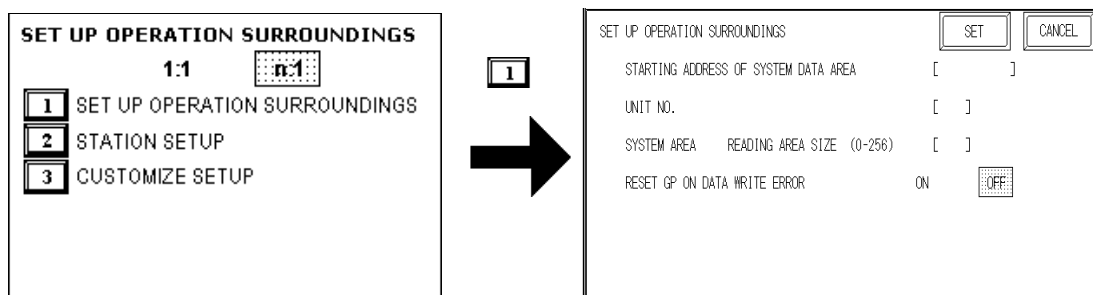 SET UP OPERATION SURROUNDINGS
1:1 n:1
1 SET UP OPERATION SURROUNDINGS
2 STATION SETUP
3 CUSTOMIZE SETUP
1
SET UP OPERATION SURROUNDINGS SET CANCEL
STARTING ADDRESS OF SYSTEM DATA AREA [ ]
UNIT NO. [ ]
SYSTEM AREA READING AREA SIZE (0-256) [ ]
RESET GP ON DATA WRITE ERROR ON OFF